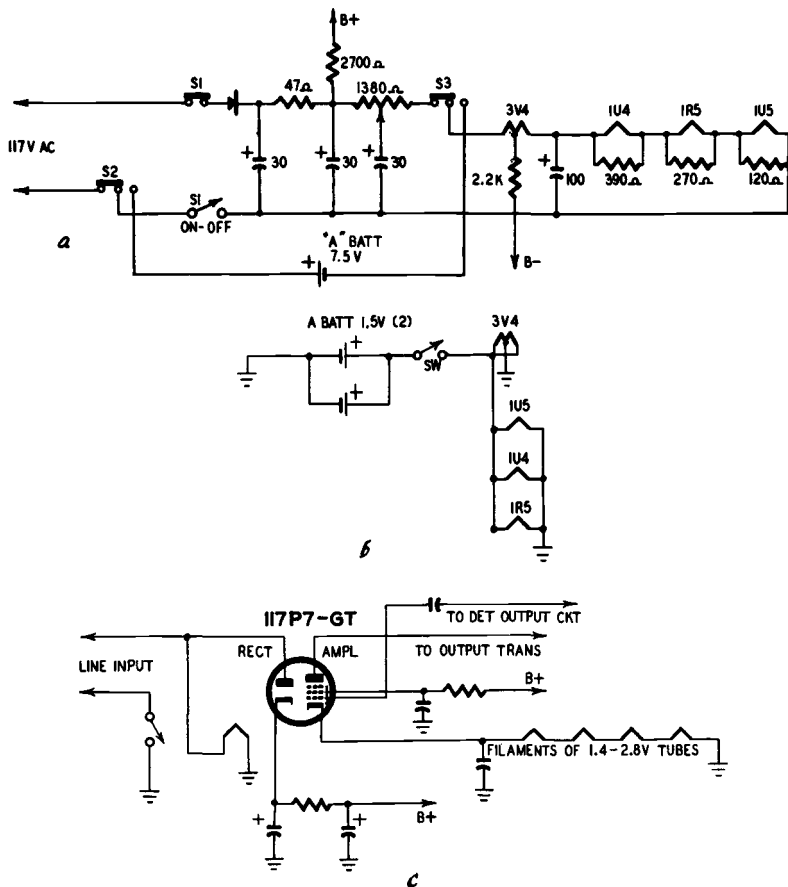 B+
2700Ω
S1
47Ω
1380Ω
S3
3V4
1U4
1R5
1U5
117V AC
+
30
+
30
+
30
2.2K
+
100
390Ω
270Ω
120Ω
S2
S1
ON-OFF
a
"A" BATT
7.5 V
+
B-
A BATT 1.5V (2)
3V4
+
SW
+
1U5
1U4
1R5
b
117P7-GT
TO DET OUTPUT CKT
RECT
AMPL
LINE INPUT
TO OUTPUT TRANS
B+
FILAMENTS OF 1.4-2.8V TUBES
+
+
B+
c